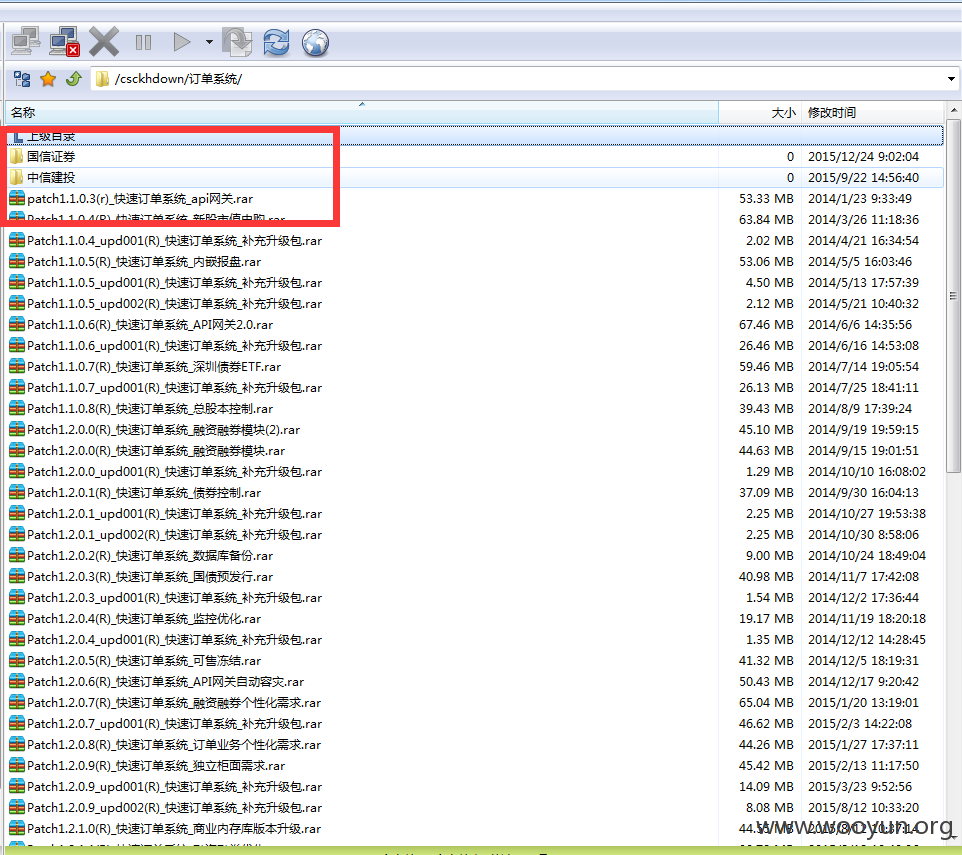 /csckhdown/订单系统/
名称 大小 修改时间
上级目录
国信证券 0 2015/12/24 9:02:04
中信建投 0 2015/9/22 14:56:40
patch1.1.0.3(r)_快速订单系统_api网关.rar 53.33 MB 2014/1/23 9:33:49
Patch1.1.0.4(R)_快速订单系统_新股市值申购.rar 63.84 MB 2014/3/26 11:18:36
Patch1.1.0.4_upd001(R)_快速订单系统_补充升级包.rar 2.02 MB 2014/4/21 16:34:54
Patch1.1.0.5(R)_快速订单系统_内嵌报盘.rar 53.06 MB 2014/5/5 16:03:46
Patch1.1.0.5_upd001(R)_快速订单系统_补充升级包.rar 4.50 MB 2014/5/13 17:57:39
Patch1.1.0.5_upd002(R)_快速订单系统_补充升级包.rar 2.12 MB 2014/5/21 10:40:32
Patch1.1.0.6(R)_快速订单系统_API网关2.0.rar 67.46 MB 2014/6/6 14:35:56
Patch1.1.0.6_upd001(R)_快速订单系统_补充升级包.rar 26.46 MB 2014/6/16 14:53:08
Patch1.1.0.7(R)_快速订单系统_深圳债券ETF.rar 59.46 MB 2014/7/14 19:05:54
Patch1.1.0.7_upd001(R)_快速订单系统_补充升级包.rar 26.13 MB 2014/7/25 18:41:11
Patch1.1.0.8(R)_快速订单系统_总股本控制.rar 39.43 MB 2014/8/9 17:39:24
Patch1.2.0.0(R)_快速订单系统_融资融券模块(2).rar 45.10 MB 2014/9/19 19:59:15
Patch1.2.0.0(R)_快速订单系统_融资融券模块.rar 44.63 MB 2014/9/15 19:01:51
Patch1.2.0.0_upd001(R)_快速订单系统_补充升级包.rar 1.29 MB 2014/10/10 16:08:02
Patch1.2.0.1(R)_快速订单系统_债券控制.rar 37.09 MB 2014/9/30 16:04:13
Patch1.2.0.1_upd001(R)_快速订单系统_补充升级包.rar 2.25 MB 2014/10/27 19:53:38
Patch1.2.0.1_upd002(R)_快速订单系统_补充升级包.rar 2.25 MB 2014/10/30 8:58:06
Patch1.2.0.2(R)_快速订单系统_数据库备份.rar 9.00 MB 2014/10/24 18:49:04
Patch1.2.0.3(R)_快速订单系统_国债预发行.rar 40.98 MB 2014/11/7 17:42:08
Patch1.2.0.3_upd001(R)_快速订单系统_补充升级包.rar 1.54 MB 2014/12/2 17:36:44
Patch1.2.0.4(R)_快速订单系统_监控优化.rar 19.17 MB 2014/11/19 18:20:18
Patch1.2.0.4_upd001(R)_快速订单系统_补充升级包.rar 1.35 MB 2014/12/12 14:28:45
Patch1.2.0.5(R)_快速订单系统_可售冻结.rar 41.32 MB 2014/12/5 18:19:31
Patch1.2.0.6(R)_快速订单系统_API网关自动容灾.rar 50.43 MB 2014/12/17 9:20:42
Patch1.2.0.7(R)_快速订单系统_融资融券个性化需求.rar 65.04 MB 2015/1/20 13:19:01
Patch1.2.0.7_upd001(R)_快速订单系统_补充升级包.rar 46.62 MB 2015/2/3 14:22:08
Patch1.2.0.8(R)_快速订单系统_订单业务个性化需求.rar 44.26 MB 2015/1/27 17:37:11
Patch1.2.0.9(R)_快速订单系统_独立柜面需求.rar 45.42 MB 2015/2/13 11:17:50
Patch1.2.0.9_upd001(R)_快速订单系统_补充升级包.rar 14.09 MB 2015/3/23 9:52:56
Patch1.2.0.9_upd002(R)_快速订单系统_补充升级包.rar 8.08 MB 2015/8/12 10:33:20
Patch1.2.1.0(R)_快速订单系统_商业内存库版本升级.rar 44.55 MB 2015/8/12 10:37:14
www.wooyun.org